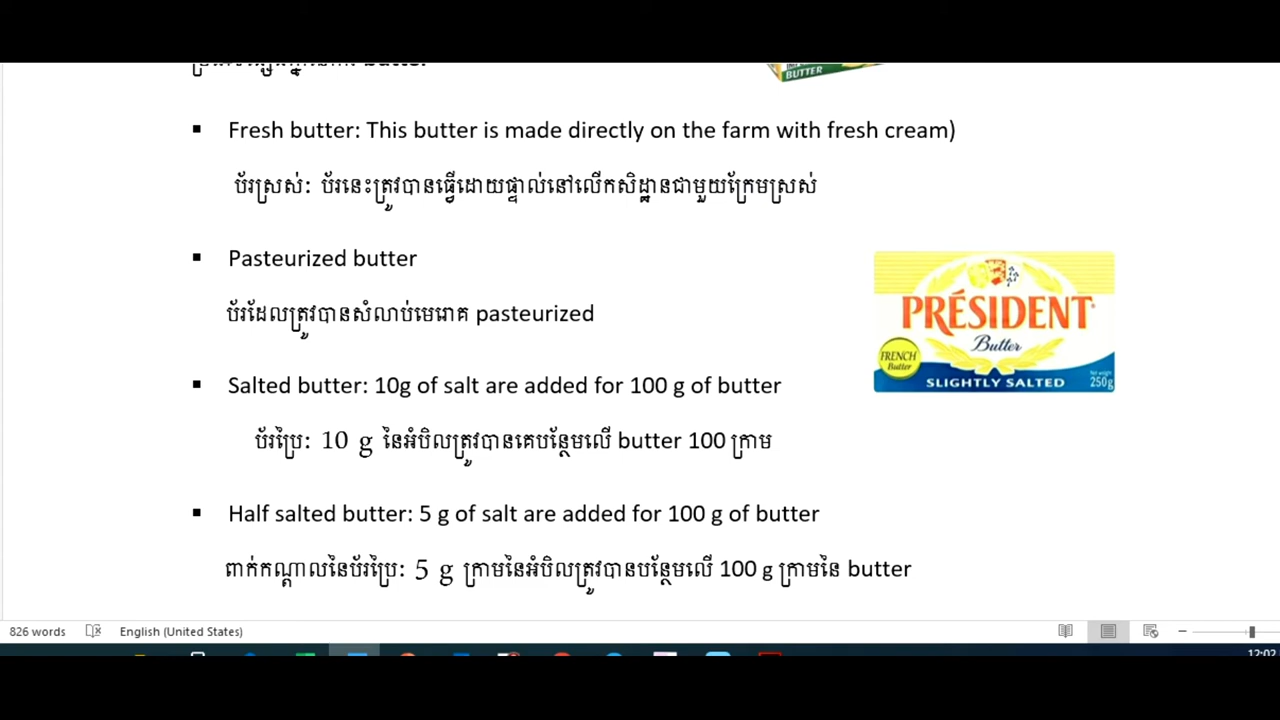 BUTTER
Fresh butter: This butter is made directly on the farm with fresh cream)
ប័រស្រស់: ប័រនេះត្រូវបានធ្វើដោយផ្ទាល់នៅលើកសិដ្ឋានជាមួយក្រែមស្រស់
Pasteurized butter
ប័រដែលត្រូវបានសំលាប់មេរោគ pasteurized
PRÉSIDENT
Butter
FRENCH
Butter
SLIGHTLY SALTED
Net weight
250g
Salted butter: 10g of salt are added for 100 g of butter
ប័រប្រៃ: 10 g នៃអំបិលត្រូវបានគេបន្ថែមលើ butter 100 ក្រាម
Half salted butter: 5 g of salt are added for 100 g of butter
ពាក់កណ្តាលនៃប័រប្រៃ: 5 g ក្រាមនៃអំបិលត្រូវបានបន្ថែមលើ 100 g ក្រាមនៃ butter
826 words English (United States)
12:02